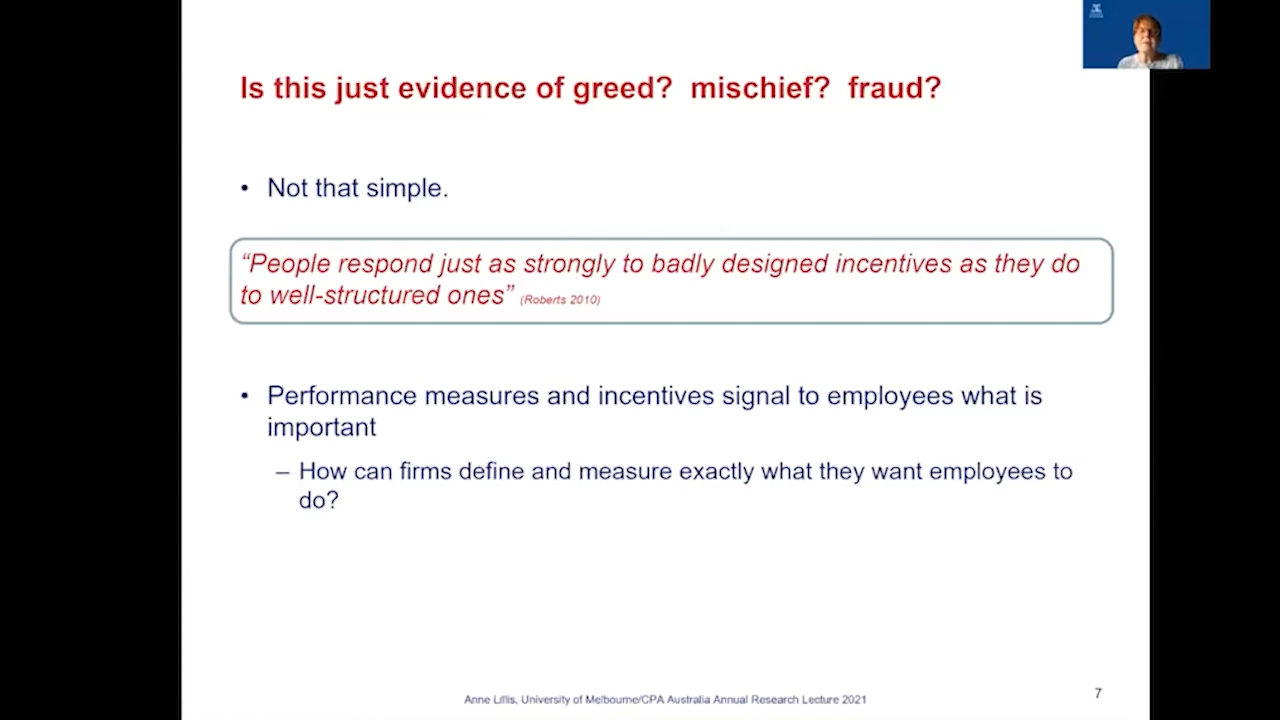 Is this just evidence of greed? mischief? fraud?
• Not that simple.
“People respond just as strongly to badly designed incentives as they do
to well-structured ones” (Roberts 2010)
• Performance measures and incentives signal to employees what is
important
– How can firms define and measure exactly what they want employees to
do?
Anne Lillis, University of Melbourne/CPA Australia Annual Research Lecture 2021
7